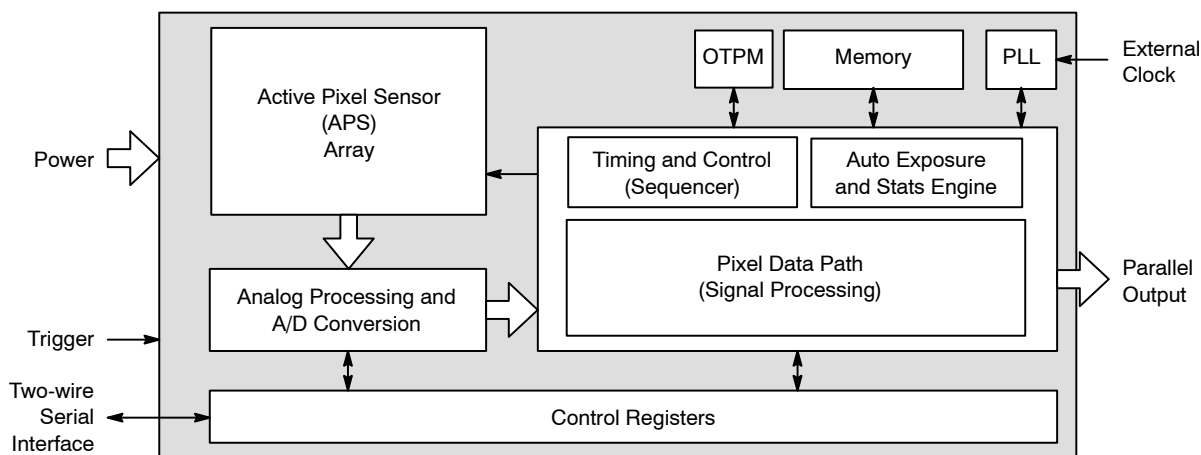 Active Pixel Sensor
(APS)
Array
OTPM
Memory
PLL
External
Clock
Power
Timing and Control
(Sequencer)
Auto Exposure
and Stats Engine
Pixel Data Path
(Signal Processing)
Parallel
Output
Analog Processing and
A/D Conversion
Trigger
Two-wire
Serial
Interface
Control Registers